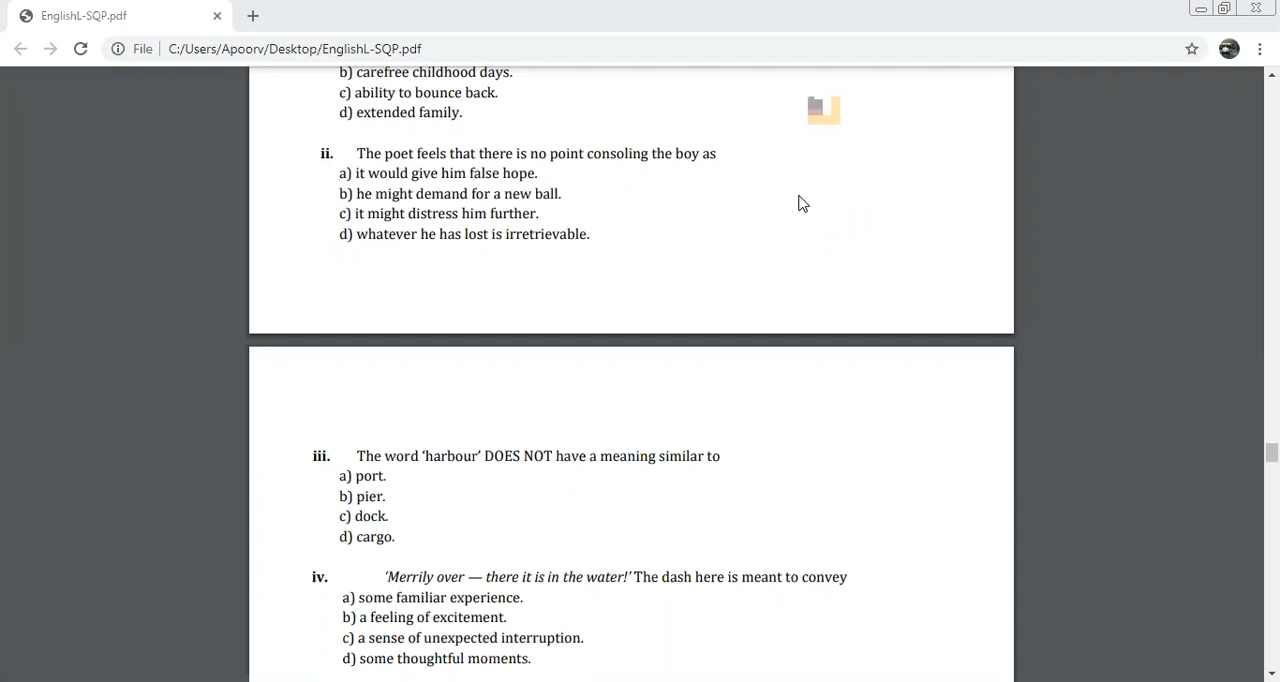 EnglishL-SQP.pdf
File C:/Users/Apoorv/Desktop/EnglishL-SQP.pdf
b) carefree childhood days.
c) ability to bounce back.
d) extended family.
ii. The poet feels that there is no point consoling the boy as
a) it would give him false hope.
b) he might demand for a new ball.
c) it might distress him further.
d) whatever he has lost is irretrievable.
iii. The word ‘harbour’ DOES NOT have a meaning similar to
a) port.
b) pier.
c) dock.
d) cargo.
iv. ‘Merrily over — there it is in the water!’ The dash here is meant to convey
a) some familiar experience.
b) a feeling of excitement.
c) a sense of unexpected interruption.
d) some thoughtful moments.